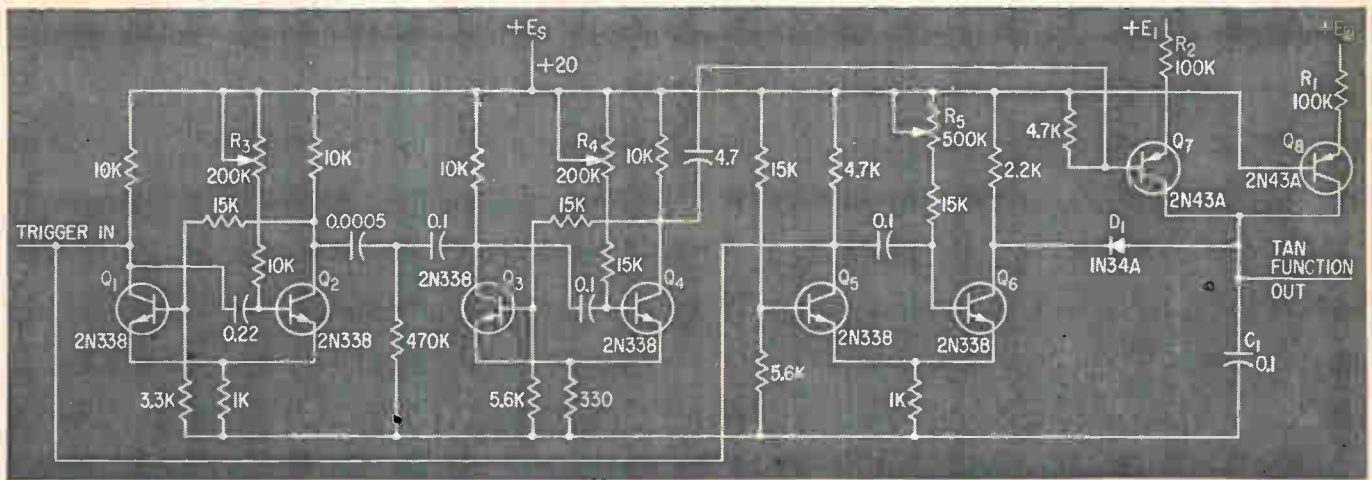 +E_S
+20
+E_1
R_2
100K
+E_2
R_1
100K
10K
R_3
200K
10K
10K
R_4
200K
10K
4.7
15K
4.7K
R_5
500K
2.2K
4.7K
Q_7
2N43A
Q_8
2N43A
15K
0.0005
0.1
15K
15K
TRIGGER IN
10K
2N338
15K
0.1
D_1
1N34A
TAN
FUNCTION
OUT
Q_1
2N338
0.22
Q_2
2N338
470K
Q_3
0.1
Q_4
2N338
Q_5
2N338
Q_6
2N338
C_1
0.1
3.3K
1K
5.6K
330
5.6K
1K